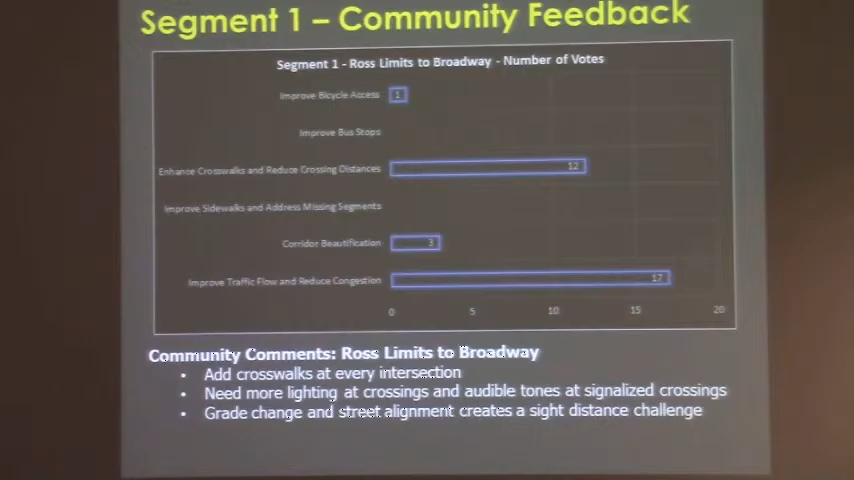 Segment 1 – Community Feedback
Segment 1 - Ross Limits to Broadway - Number of Votes
Improve Bicycle Access 1
Improve Bus Stops
Enhance Crosswalks and Reduce Crossing Distances 12
Improve Sidewalks and Address Missing Segments
Corridor Beautification 3
Improve Traffic Flow and Reduce Congestion 17
0 5 10 15 20
Community Comments: Ross Limits to Broadway
• Add crosswalks at every intersection
• Need more lighting at crossings and audible tones at signalized crossings
• Grade change and street alignment creates a sight distance challenge